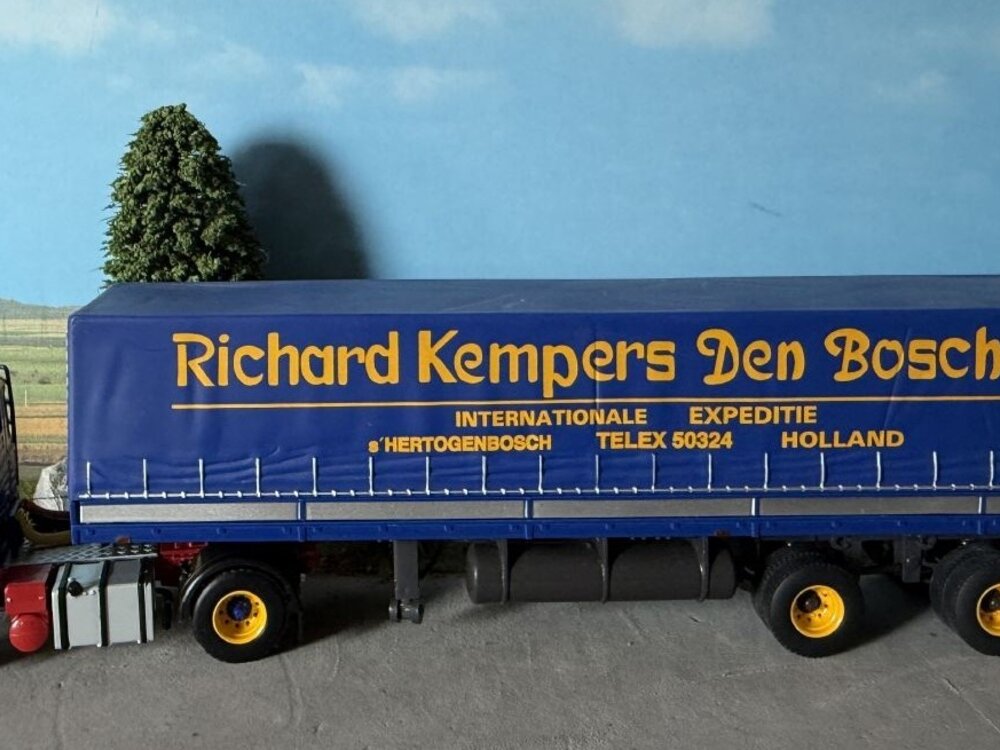 Richard Kempers Den Bosch
INTERNATIONALE EXPEDITIE
s'HERTOGENBOSCH TELEX 50324 HOLLAND